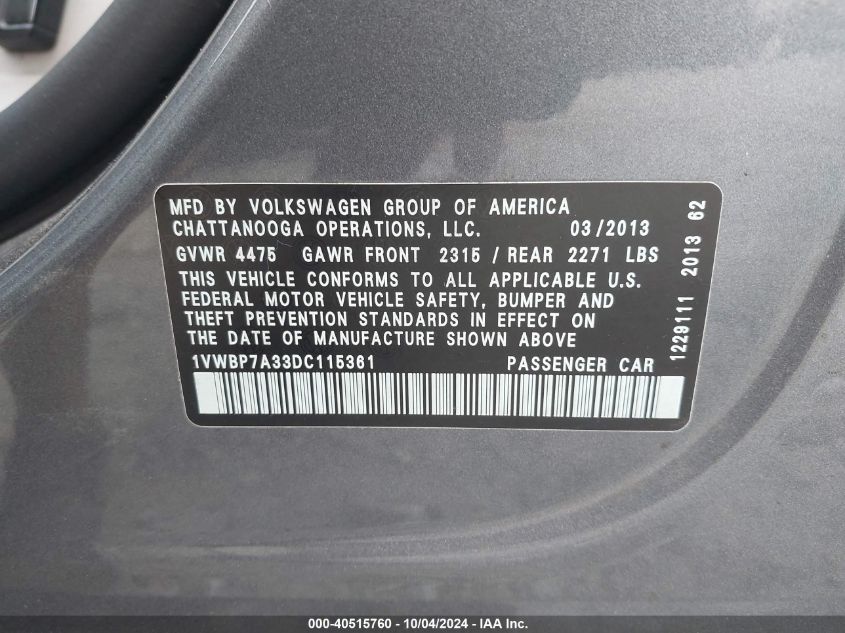 MFD BY VOLKSWAGEN GROUP OF AMERICA
CHATTANOOGA OPERATIONS, LLC. 03/2013
GVWR 4475 GAWR FRONT 2315 / REAR 2271 LBS
THIS VEHICLE CONFORMS TO ALL APPLICABLE U.S.
FEDERAL MOTOR VEHICLE SAFETY, BUMPER AND
THEFT PREVENTION STANDARDS IN EFFECT ON
THE DATE OF MANUFACTURE SHOWN ABOVE
1VWBP7A33DC115361 PASSENGER CAR
1229111 2013 62
000-40515760 - 10/04/2024 - IAA Inc.